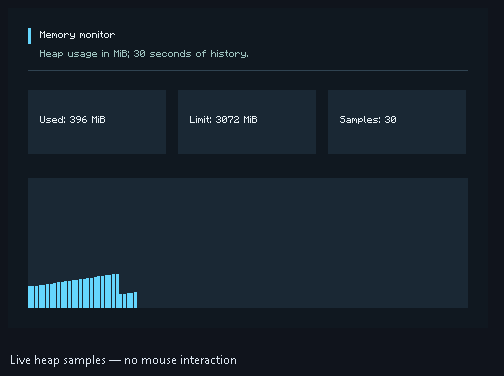 Memory monitor
Heap usage in MiB; 30 seconds of history.
Used: 396 MiB
Limit: 3072 MiB
Samples: 30
Live heap samples — no mouse interaction